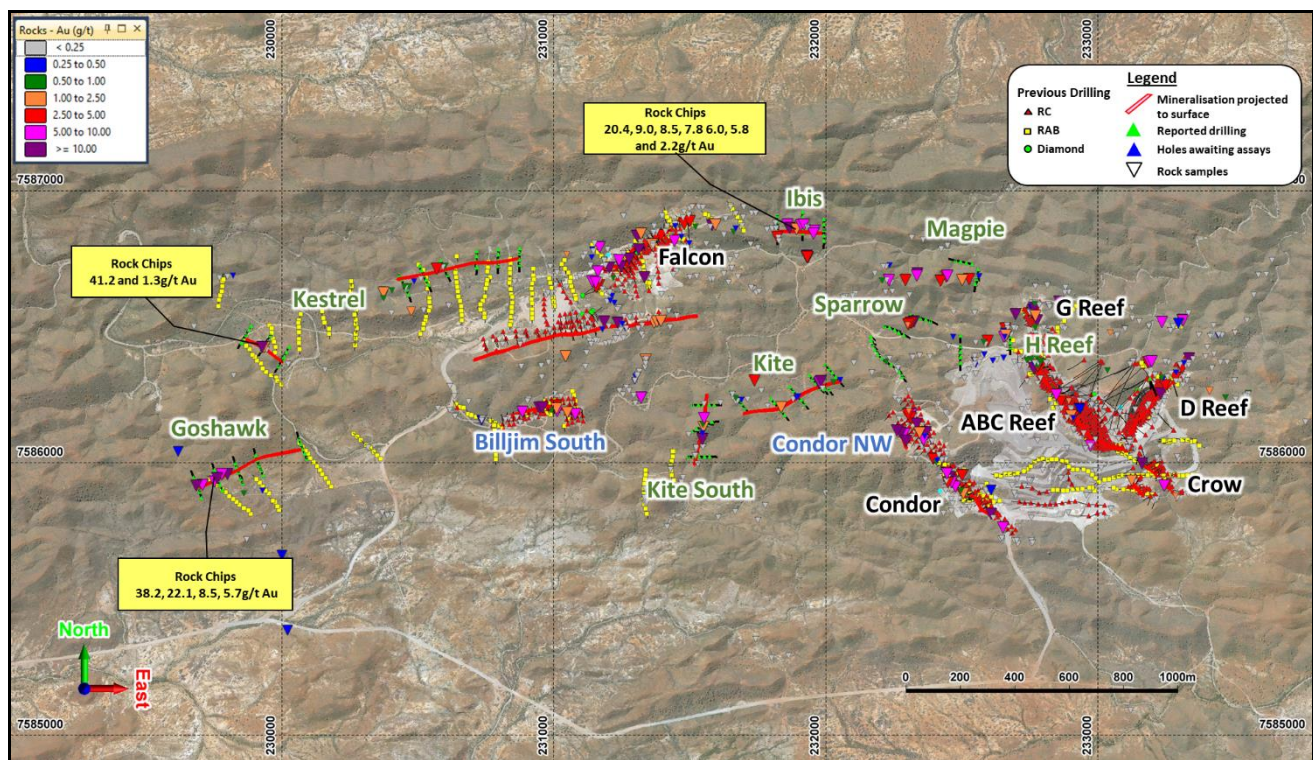 Rocks - Au (g/t)
< 0.25
0.25 to 0.50
0.50 to 1.00
1.00 to 2.50
2.50 to 5.00
5.00 to 10.00
>= 10.00
230000
231000
232000
233000
Legend
Previous Drilling
RC
RAB
Diamond
Mineralisation projected
to surface
Reported drilling
Holes awaiting assays
Rock samples
Rock Chips
20.4, 9.0, 8.5, 7.8 6.0, 5.8
and 2.2g/t Au
7587000
Ibis
Magpie
Falcon
Rock Chips
41.2 and 1.3g/t Au
Kestrel
Sparrow
G Reef
H Reef
Kite
D Reef
ABC Reef
Goshawk
Billjim South
Condor NW
7586000
7586000
Kite South
Condor
Crow
Rock Chips
38.2, 22.1, 8.5, 5.7g/t Au
North
East
0 200 400 600 800 1000m
7585000
7585000
230000
231000
232000
233000